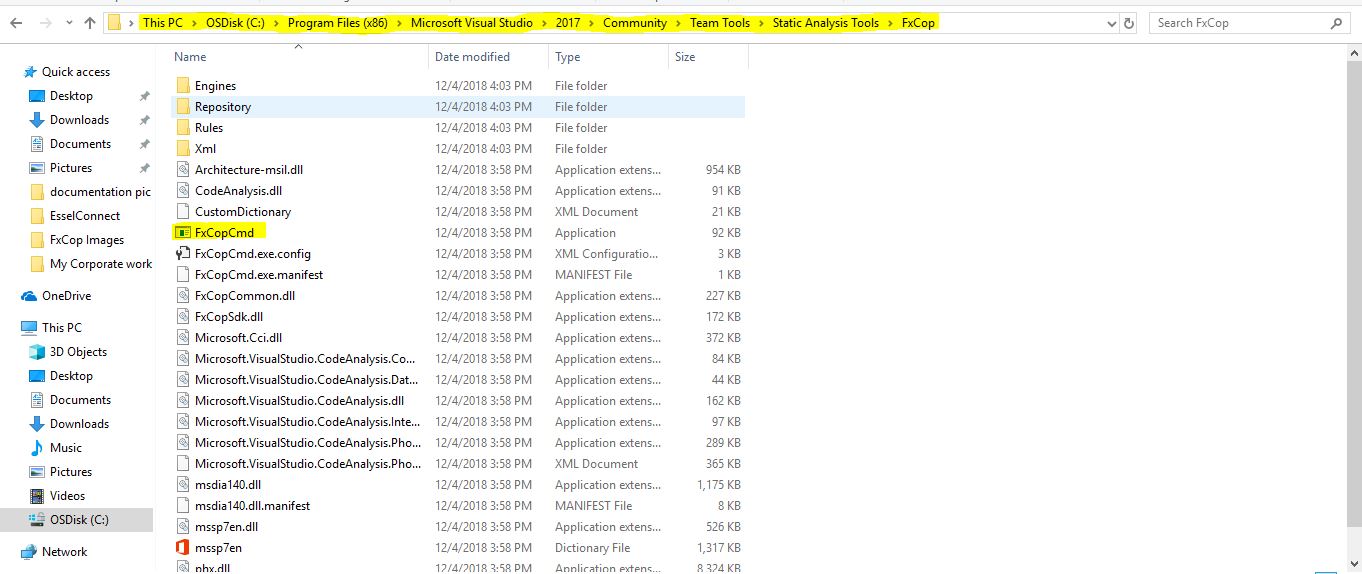 This PC > OSDisk (C:) > Program Files (x86) > Microsoft Visual Studio > 2017 > Community > Team Tools > Static Analysis Tools > FxCop
Search FxCop
Name Date modified Type Size
Quick access
Desktop
Downloads
Documents
Pictures
documentation pic
EsselConnect
FxCop Images
My Corporate work
OneDrive
This PC
3D Objects
Desktop
Documents
Downloads
Music
Pictures
Videos
OSDisk (C:)
Network
Engines 12/4/2018 4:03 PM File folder
Repository 12/4/2018 4:03 PM File folder
Rules 12/4/2018 4:03 PM File folder
Xml 12/4/2018 4:03 PM File folder
Architecture-msil.dll 12/4/2018 3:58 PM Application extens... 954 KB
CodeAnalysis.dll 12/4/2018 3:58 PM Application extens... 91 KB
CustomDictionary 12/4/2018 3:58 PM XML Document 21 KB
FxCopCmd 12/4/2018 3:58 PM Application 92 KB
FxCopCmd.exe.config 12/4/2018 3:58 PM XML Configuratio... 3 KB
FxCopCmd.exe.manifest 12/4/2018 3:58 PM MANIFEST File 1 KB
FxCopCommon.dll 12/4/2018 3:58 PM Application extens... 227 KB
FxCopSdk.dll 12/4/2018 3:58 PM Application extens... 172 KB
Microsoft.Cci.dll 12/4/2018 3:58 PM Application extens... 372 KB
Microsoft.VisualStudio.CodeAnalysis.Co... 12/4/2018 3:58 PM Application extens... 84 KB
Microsoft.VisualStudio.CodeAnalysis.Dat... 12/4/2018 3:58 PM Application extens... 44 KB
Microsoft.VisualStudio.CodeAnalysis.dll 12/4/2018 3:58 PM Application extens... 162 KB
Microsoft.VisualStudio.CodeAnalysis.Inte... 12/4/2018 3:58 PM Application extens... 97 KB
Microsoft.VisualStudio.CodeAnalysis.Pho... 12/4/2018 3:58 PM Application extens... 289 KB
Microsoft.VisualStudio.CodeAnalysis.Pho... 12/4/2018 3:58 PM XML Document 365 KB
msdia140.dll 12/4/2018 3:58 PM Application extens... 1,175 KB
msdia140.dll.manifest 12/4/2018 3:58 PM MANIFEST File 8 KB
mssp7en.dll 12/4/2018 3:58 PM Application extens... 526 KB
mssp7en 12/4/2018 3:58 PM Dictionary File 1,317 KB
phx.dll 12/4/2018 3:58 PM Application extens... 8,324 KB